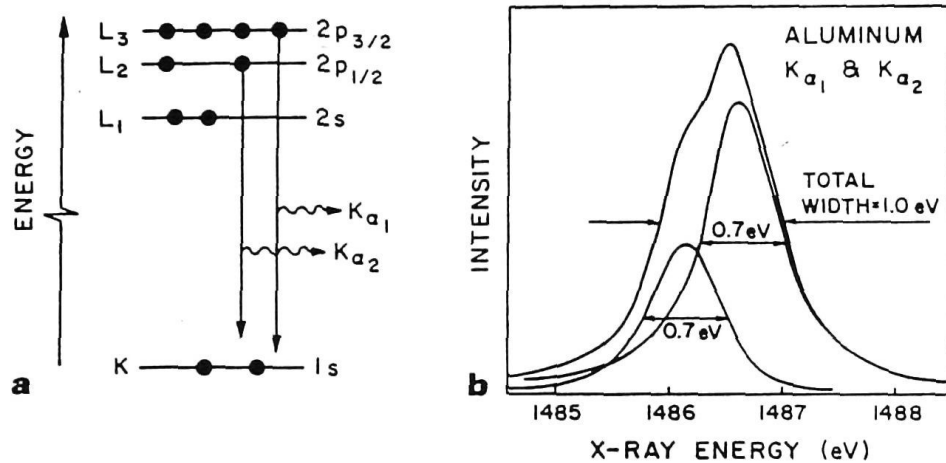 ENERGY
L₃ 2p₃/₂
L₂ 2p₁/₂
L₁ 2s
Kα₁
Kα₂
K 1s
a
INTENSITY
ALUMINUM
Kα₁ & Kα₂
TOTAL
WIDTH=1.0 eV
0.7eV
0.7eV
b
1485 1486 1487 1488
X-RAY ENERGY (eV)